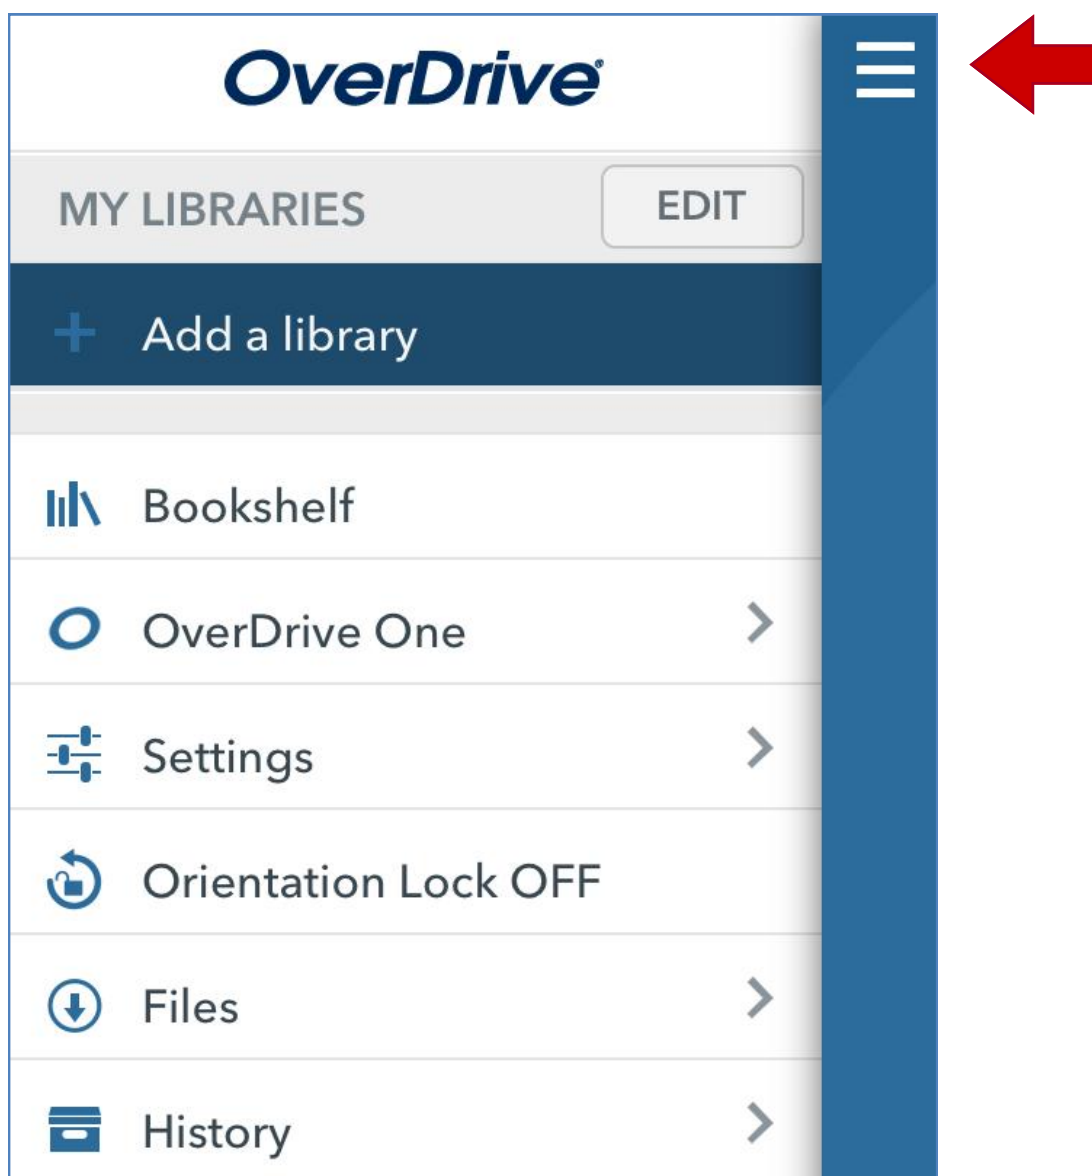 OverDrive®
MY LIBRARIES EDIT
+ Add a library
Bookshelf
OverDrive One
Settings
Orientation Lock OFF
Files
History